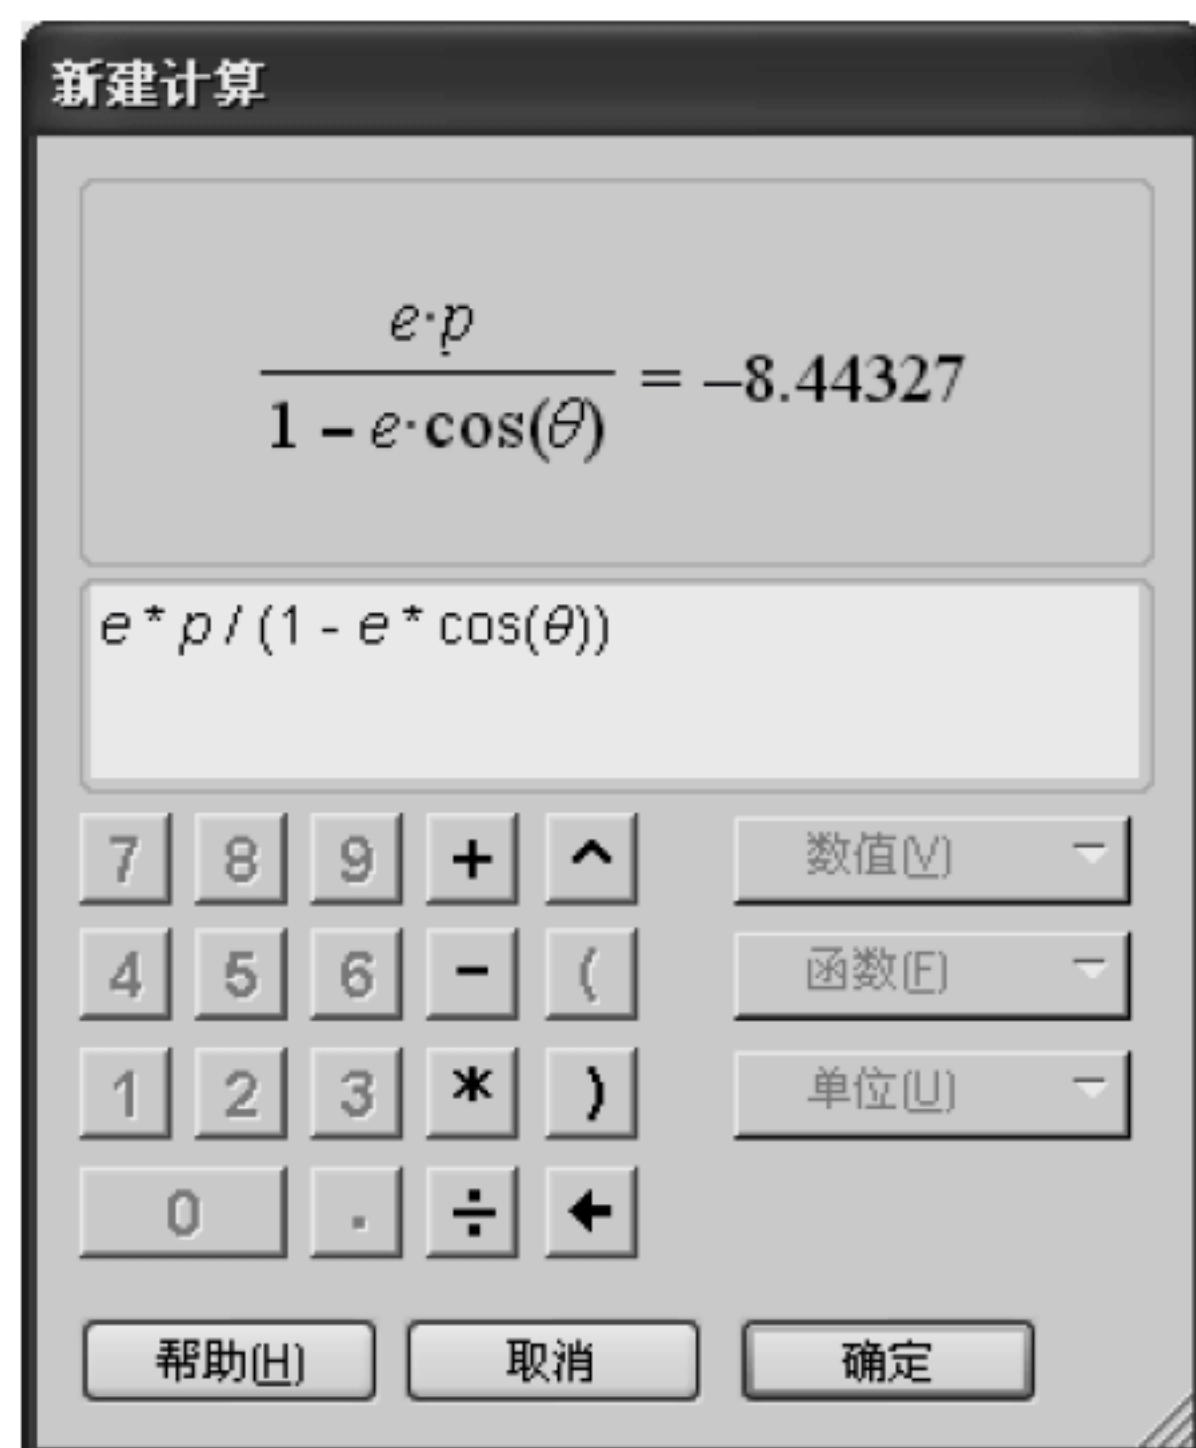 新建计算
e·p
1 – e·cos(θ)
= –8.44327
e * p / (1 - e * cos(θ))
7 8 9 + ^ 数值(V)
4 5 6 - ( 函数(F)
1 2 3 * ) 单位(U)
0 . ÷ ←
帮助(H) 取消 确定